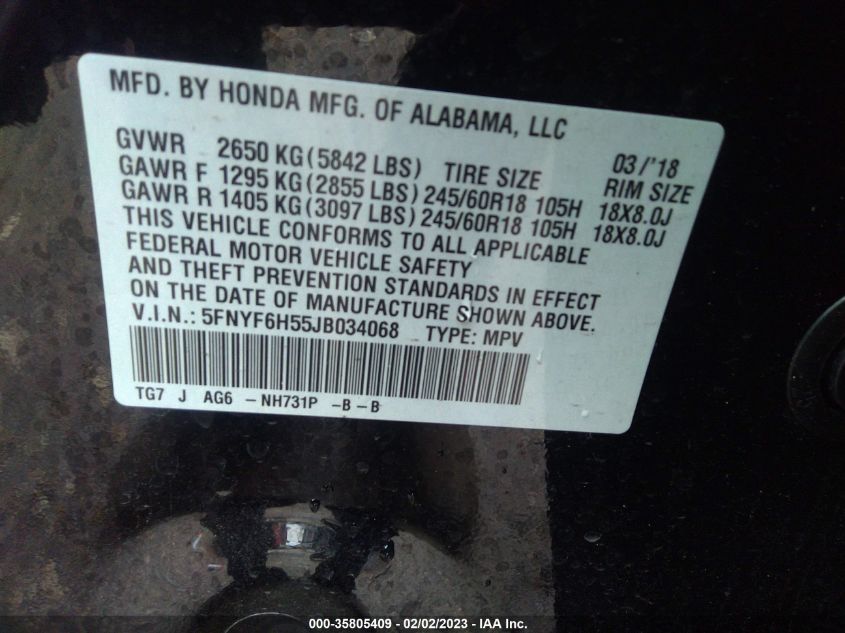 MFD. BY HONDA MFG. OF ALABAMA, LLC
GVWR 2650 KG(5842 LBS) TIRE SIZE 03/'18 RIM SIZE
GAWR F 1295 KG(2855 LBS)245/60R18 105H 18X8.0J
GAWR R 1405 KG(3097 LBS)245/60R18 105H 18X8.0J
THIS VEHICLE CONFORMS TO ALL APPLICABLE
FEDERAL MOTOR VEHICLE SAFETY
AND THEFT PREVENTION STANDARDS IN EFFECT
ON THE DATE OF MANUFACTURE SHOWN ABOVE.
V.I.N.: 5FNYF6H55JB034068 TYPE: MPV
TG7 J AG6 -NH731P -B-B
000-35805409 - 02/02/2023 - IAA Inc.